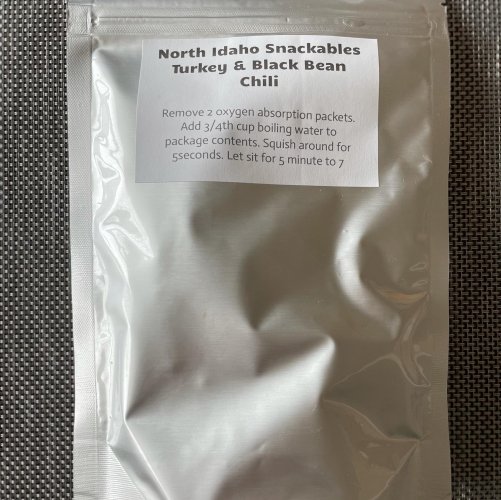 North Idaho Snackables
Turkey & Black Bean
Chili
Remove 2 oxygen absorption packets.
Add 3/4th cup boiling water to
package contents. Squish around for
5seconds. Let sit for 5 minute to 7